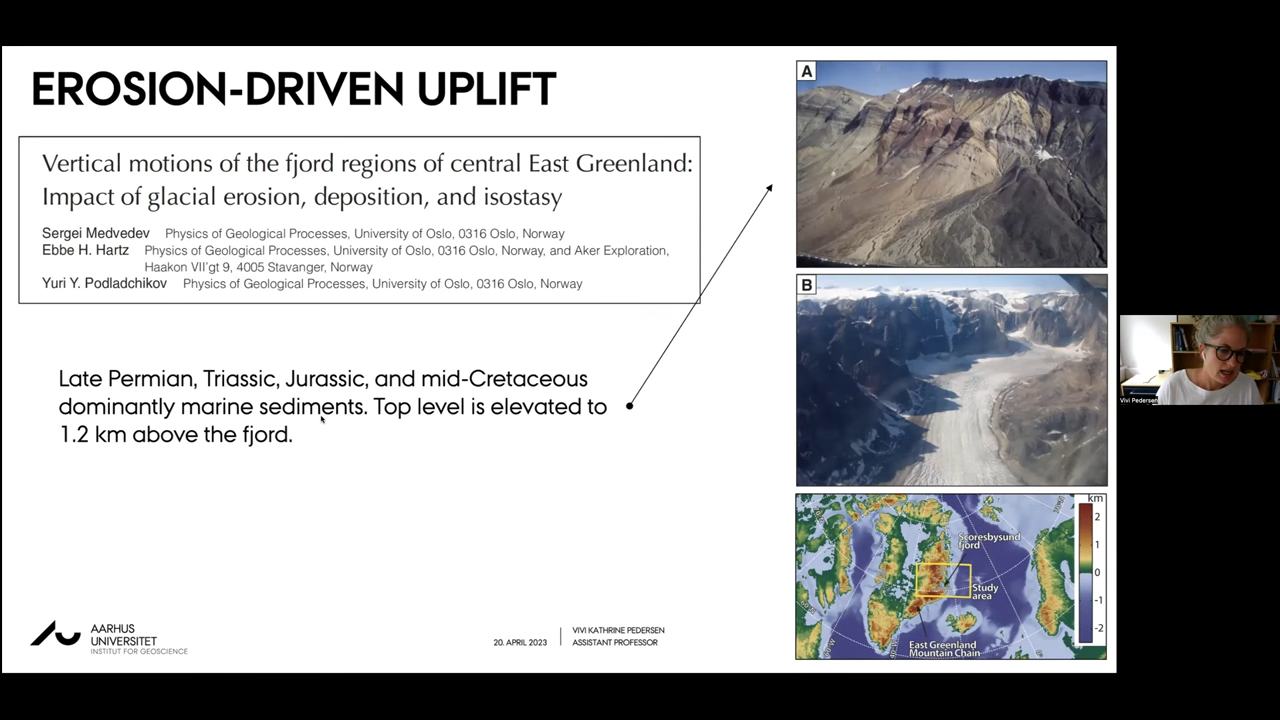 EROSION-DRIVEN UPLIFT
Vertical motions of the fjord regions of central East Greenland:
Impact of glacial erosion, deposition, and isostasy
Sergei Medvedev Physics of Geological Processes, University of Oslo, 0316 Oslo, Norway
Ebbe H. Hartz Physics of Geological Processes, University of Oslo, 0316 Oslo, Norway, and Aker Exploration,
Haakon VII'gt 9, 4005 Stavanger, Norway
Yuri Y. Podladchikov Physics of Geological Processes, University of Oslo, 0316 Oslo, Norway
Late Permian, Triassic, Jurassic, and mid-Cretaceous
dominantly marine sediments. Top level is elevated to
1.2 km above the fjord.
A
B
km
2
1
0
-1
-2
Scoresbysund
fjord
Study
area
East Greenland
Mountain Chain
AARHUS
UNIVERSITET
INSTITUT FOR GEOSCIENCE
20. APRIL 2023
VIVI KATHRINE PEDERSEN
ASSISTANT PROFESSOR
Vivi Pedersen